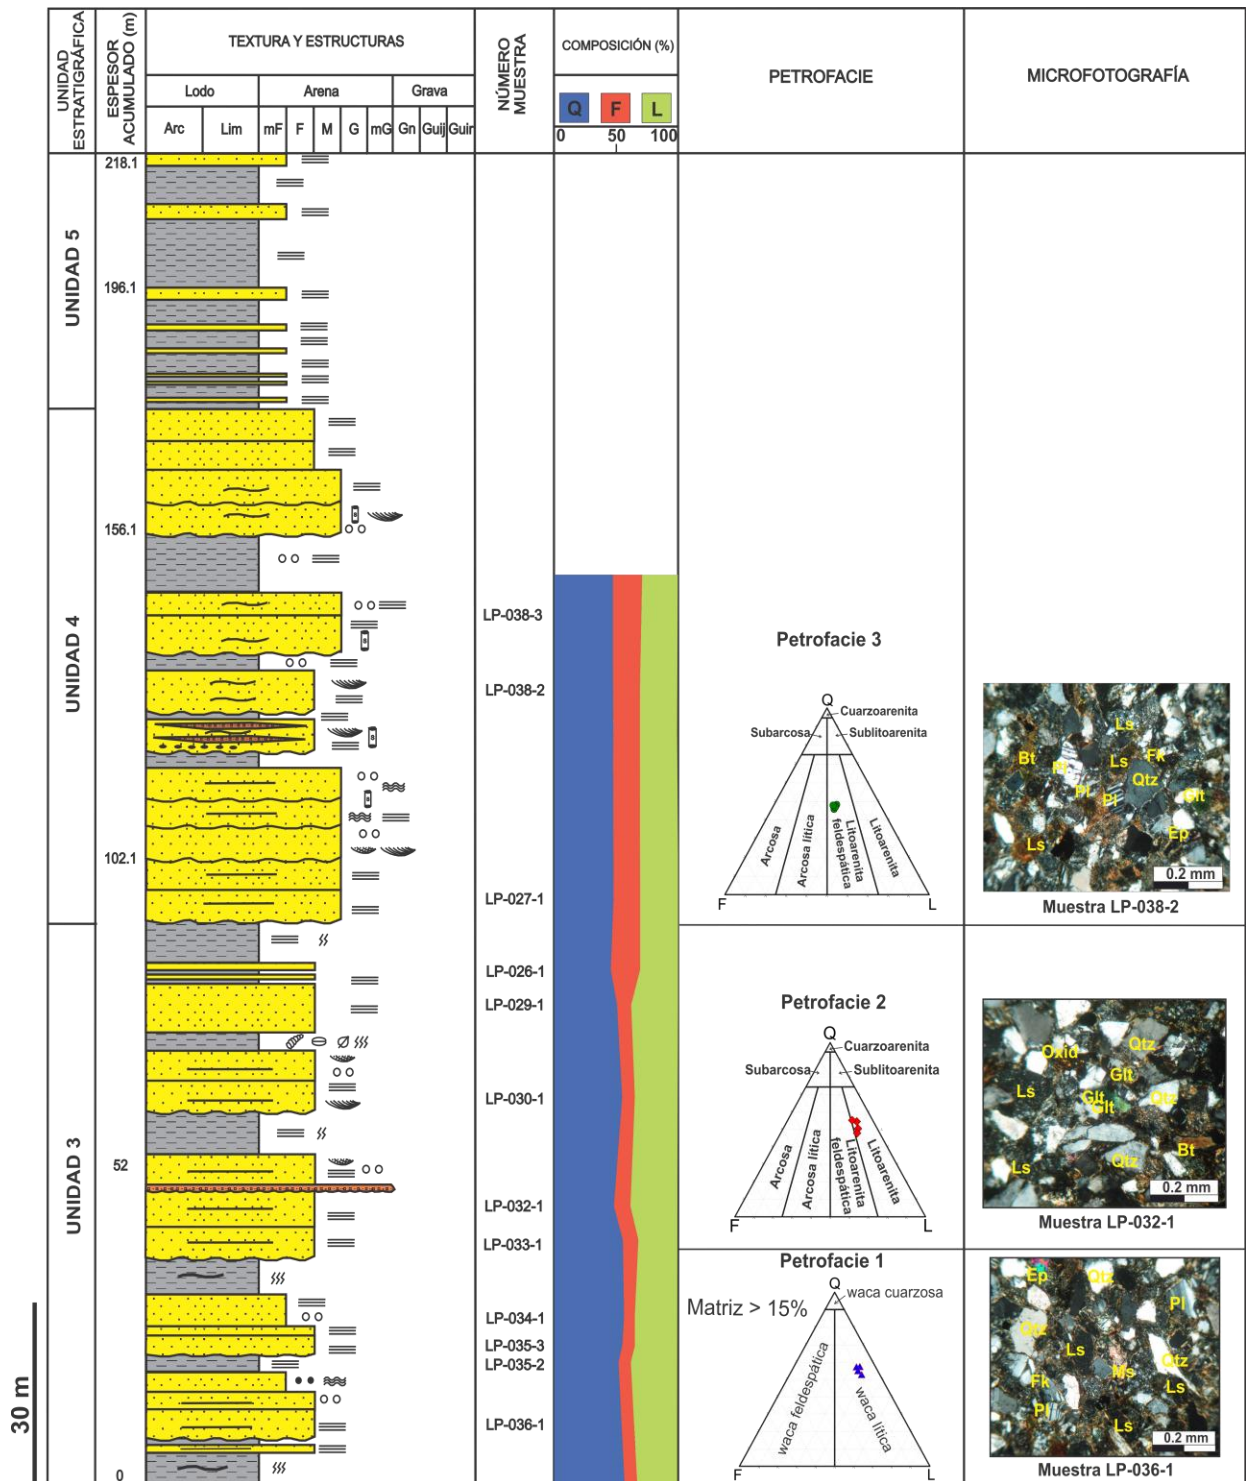 UNIDAD
ESTRATIGRÁFICA
ESPESOR
ACUMULADO (m)
TEXTURA Y ESTRUCTURAS
Lodo
Arena
Grava
Arc
Lim
mF
F
M
G
mG
Gn
Guij
Guir
NÚMERO
MUESTRA
COMPOSICIÓN (%)
Q
F
L
0
50
100
PETROFACIE
MICROFOTOGRAFÍA
UNIDAD 5
218.1
196.1
UNIDAD 4
156.1
102.1
UNIDAD 3
52
0
30 m
LP-038-3
LP-038-2
LP-027-1
LP-026-1
LP-029-1
LP-030-1
LP-032-1
LP-033-1
LP-034-1
LP-035-3
LP-035-2
LP-036-1
Petrofacie 3
Q
Cuarzoarenita
Subarcosa
Sublitoarenita
Arcosa
Arcosa lítica
Litoarenita
feldespática
Litoarenita
F
L
Ls
Bt
Pl
Ls
Fk
Qtz
Pl
Pl
Glt
Ls
Ep
0.2 mm
Muestra LP-038-2
Petrofacie 2
Q
Cuarzoarenita
Subarcosa
Sublitoarenita
Arcosa
Arcosa lítica
Litoarenita
feldespática
Litoarenita
F
L
Oxid
Qtz
Glt
Ls
Glt
Glt
Qtz
Ls
Qtz
Bt
0.2 mm
Muestra LP-032-1
Petrofacie 1
Matriz > 15%
Q
waca cuarzosa
waca feldespática
waca lítica
F
L
Ep
Qtz
Pl
Qtz
Ls
Qtz
Ms
Fk
Ls
Pl
Ls
0.2 mm
Muestra LP-036-1